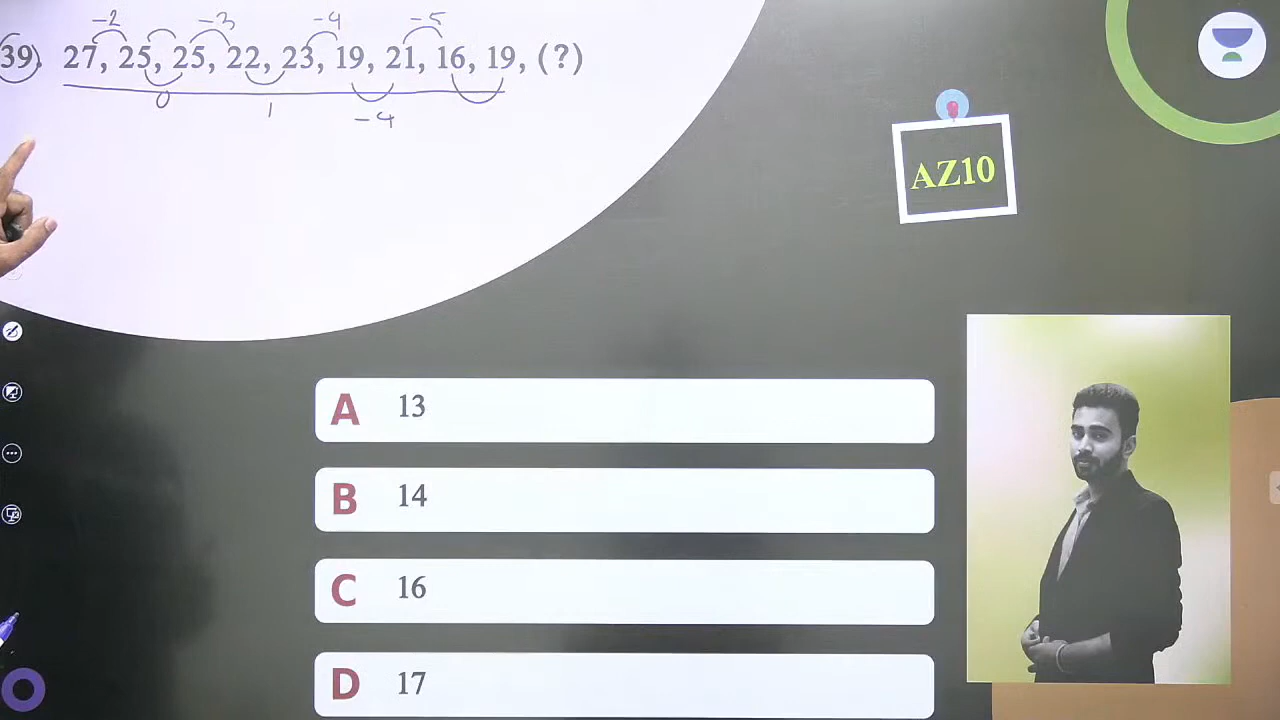 -2 -3 -4 -5
39. 27, 25, 25, 22, 23, 19, 21, 16, 19, (?)
0 1 -4
AZ10
A 13
B 14
C 16
D 17